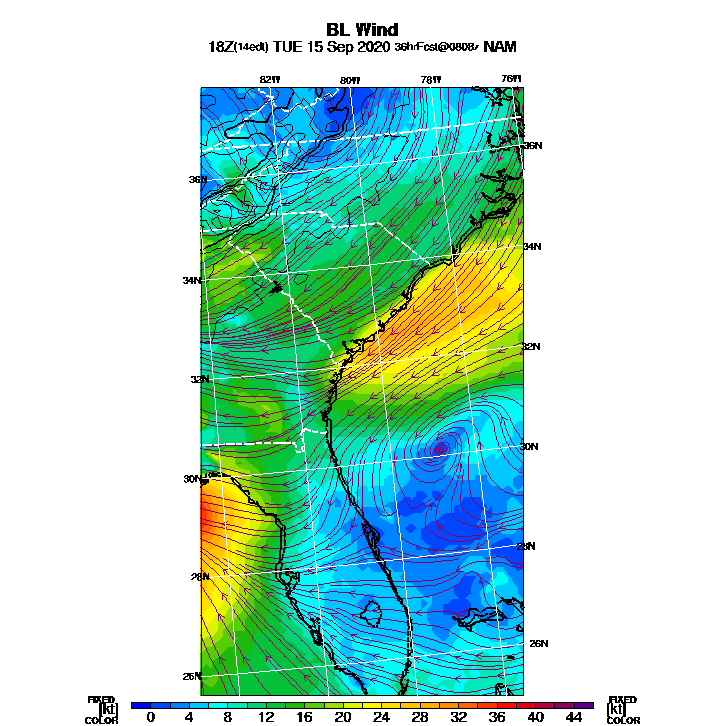 BL Wind
18Z(14edt) TUE 15 Sep 2020 36hrFcst@0808z NAM
82W 80W 78W 76W
36N
36N
34N
34N
32N
32N
30N
30N
28N
28N
26N
26N
FIXED FIXED
[kt] 0 4 8 12 16 20 24 28 32 36 40 44 [kt]
COLOR COLOR